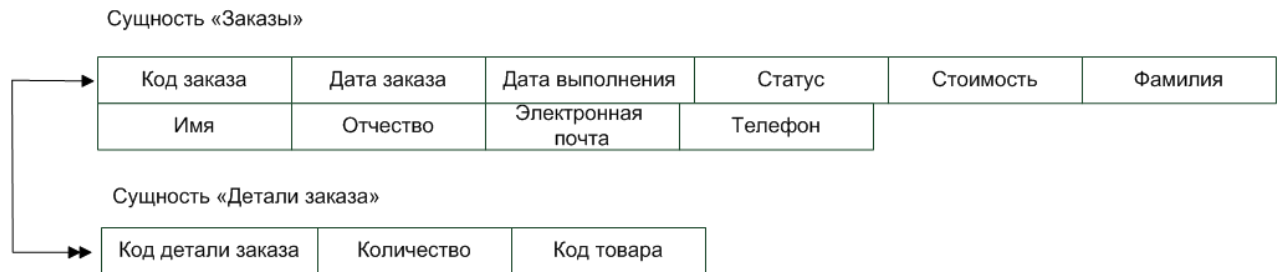 Сущность «Заказы»
Код заказа Дата заказа Дата выполнения Статус Стоимость Фамилия
Имя Отчество Электронная почта Телефон
Сущность «Детали заказа»
Код детали заказа Количество Код товара